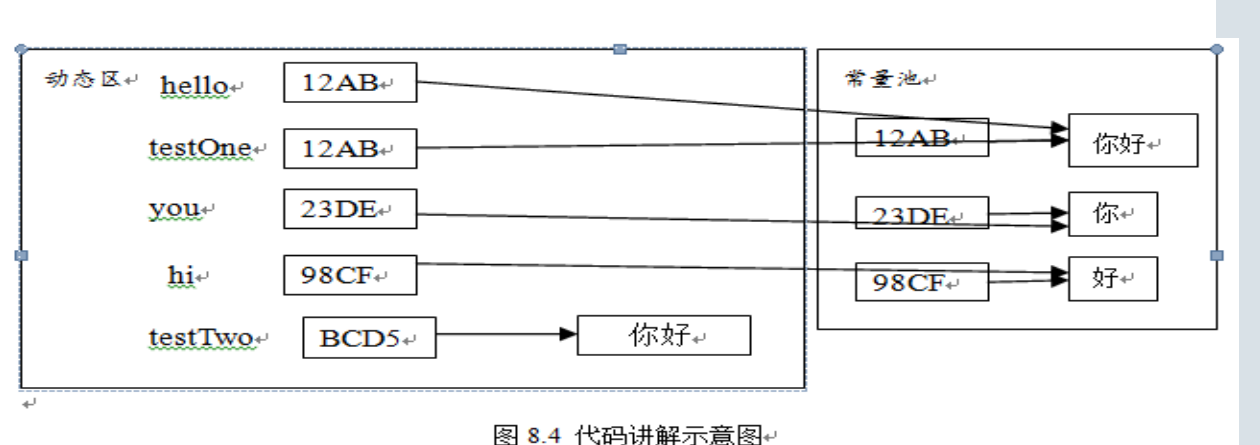 动态区
hello 12AB
testOne 12AB
you 23DE
hi 98CF
testTwo BCD5 你好
常量池
12AB 你好
23DE 你
98CF 好
图 8.4 代码讲解示意图